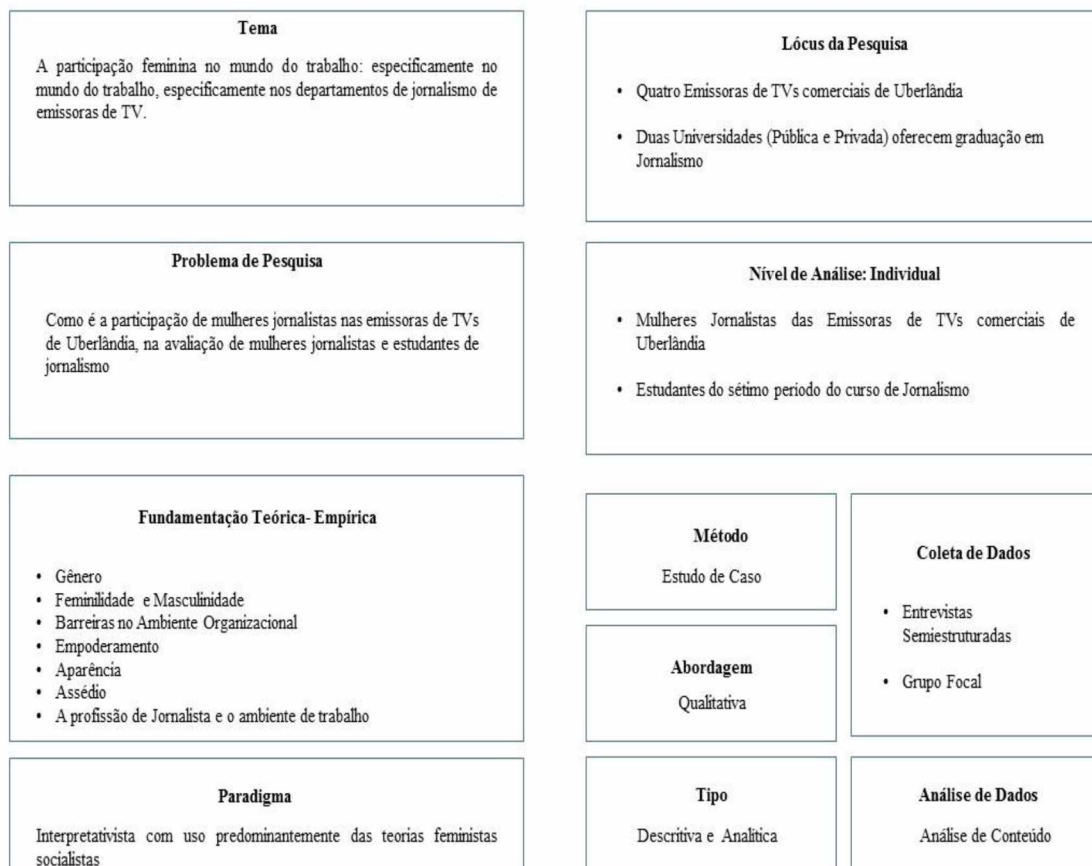 Tema
A participação feminina no mundo do trabalho: especificamente no
mundo do trabalho, especificamente nos departamentos de jornalismo de
emissoras de TV.
Problema de Pesquisa
Como é a participação de mulheres jornalistas nas emissoras de TVs
de Uberlândia, na avaliação de mulheres jornalistas e estudantes de
jornalismo
Fundamentação Teórica- Empírica
• Gênero
• Feminilidade e Masculinidade
• Barreiras no Ambiente Organizacional
• Empoderamento
• Aparência
• Assédio
• A profissão de Jornalista e o ambiente de trabalho
Paradigma
Interpretativista com uso predominantemente das teorias feministas
socialistas
Lócus da Pesquisa
• Quatro Emissoras de TVs comerciais de Uberlândia
• Duas Universidades (Pública e Privada) oferecem graduação em
Jornalismo
Nível de Análise: Individual
• Mulheres Jornalistas das Emissoras de TVs comerciais de
Uberlândia
• Estudantes do sétimo periodo do curso de Jornalismo
Método
Estudo de Caso
Abordagem
Qualitativa
Tipo
Descritiva e Analitica
Coleta de Dados
• Entrevistas
Semiestruturadas
• Grupo Focal
Análise de Dados
Análise de Conteúdo